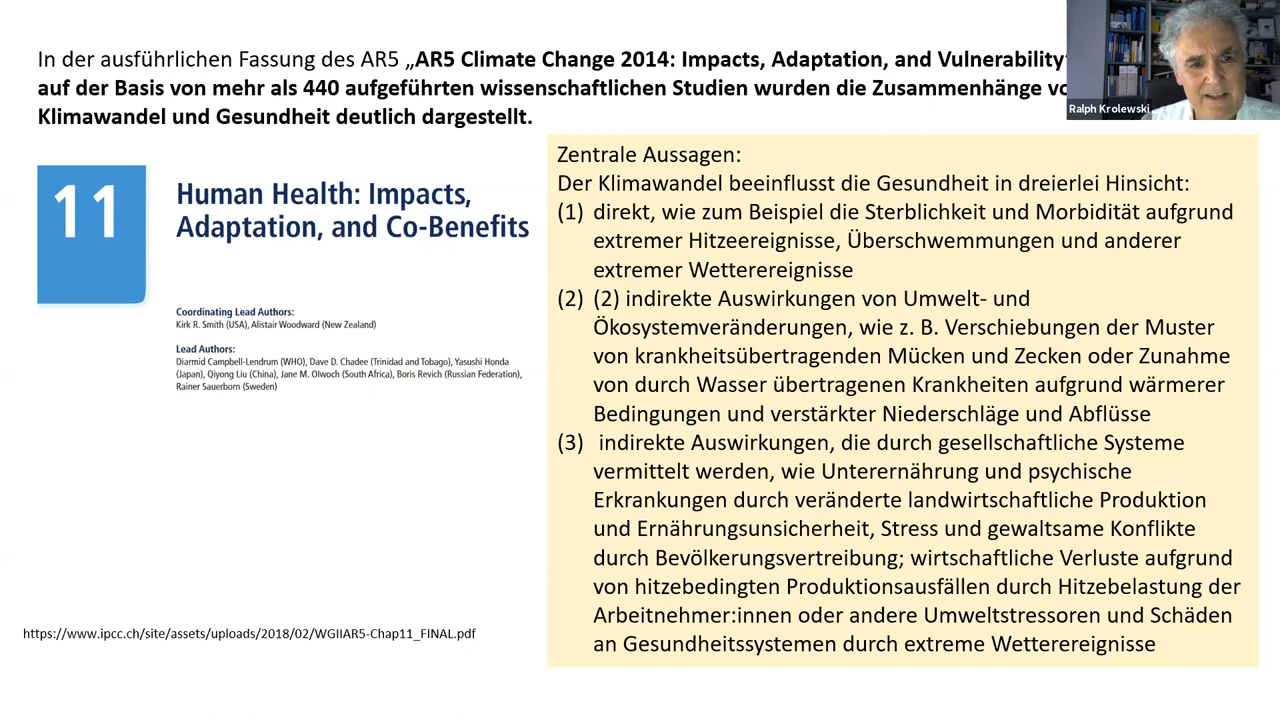 In der ausführlichen Fassung des AR5 „AR5 Climate Change 2014: Impacts, Adaptation, and Vulnerability“
auf der Basis von mehr als 440 aufgeführten wissenschaftlichen Studien wurden die Zusammenhänge
Klimawandel und Gesundheit deutlich dargestellt.
Ralph Krolewski
11
Human Health: Impacts,
Adaptation, and Co-Benefits
Coordinating Lead Authors:
Kirk R. Smith (USA), Alistair Woodward (New Zealand)
Lead Authors:
Diarmid Campbell-Lendrum (WHO), Dave D. Chadee (Trinidad and Tobago), Yasushi Honda
(Japan), Qiyong Liu (China), Jane M. Olwoch (South Africa), Boris Revich (Russian Federation),
Rainer Sauerborn (Sweden)
https://www.ipcc.ch/site/assets/uploads/2018/02/WGIIAR5-Chap11_FINAL.pdf
Zentrale Aussagen:
Der Klimawandel beeinflusst die Gesundheit in dreierlei Hinsicht:
(1) direkt, wie zum Beispiel die Sterblichkeit und Morbidität aufgrund
extremer Hitzeereignisse, Überschwemmungen und anderer
extremer Wetterereignisse
(2) (2) indirekte Auswirkungen von Umwelt- und
Ökosystemveränderungen, wie z. B. Verschiebungen der Muster
von krankheitsübertragenden Mücken und Zecken oder Zunahme
von durch Wasser übertragenen Krankheiten aufgrund wärmerer
Bedingungen und verstärkter Niederschläge und Abflüsse
(3) indirekte Auswirkungen, die durch gesellschaftliche Systeme
vermittelt werden, wie Unterernährung und psychische
Erkrankungen durch veränderte landwirtschaftliche Produktion
und Ernährungsunsicherheit, Stress und gewaltsame Konflikte
durch Bevölkerungsvertreibung; wirtschaftliche Verluste aufgrund
von hitzebedingten Produktionsausfällen durch Hitzebelastung der
Arbeitnehmer:innen oder andere Umweltstressoren und Schäden
an Gesundheitssystemen durch extreme Wetterereignisse